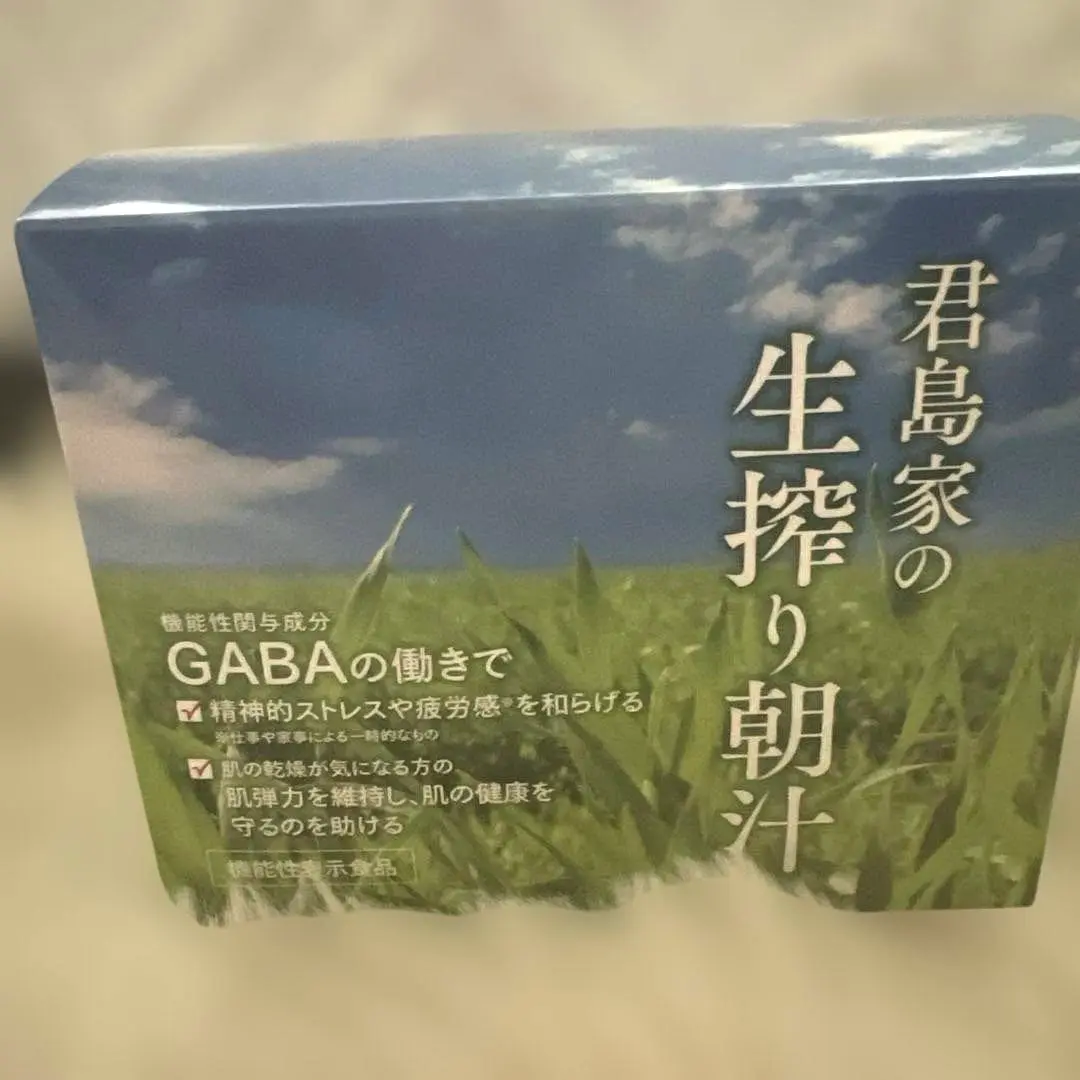 君島家の
生搾り朝汁
機能性関与成分
GABAの働きで
精神的ストレスや疲労感※を和らげる
※仕事や家事による一時的なもの
肌の乾燥が気になる方の
肌弾力を維持し、肌の健康を
守るのを助ける
機能性表示食品